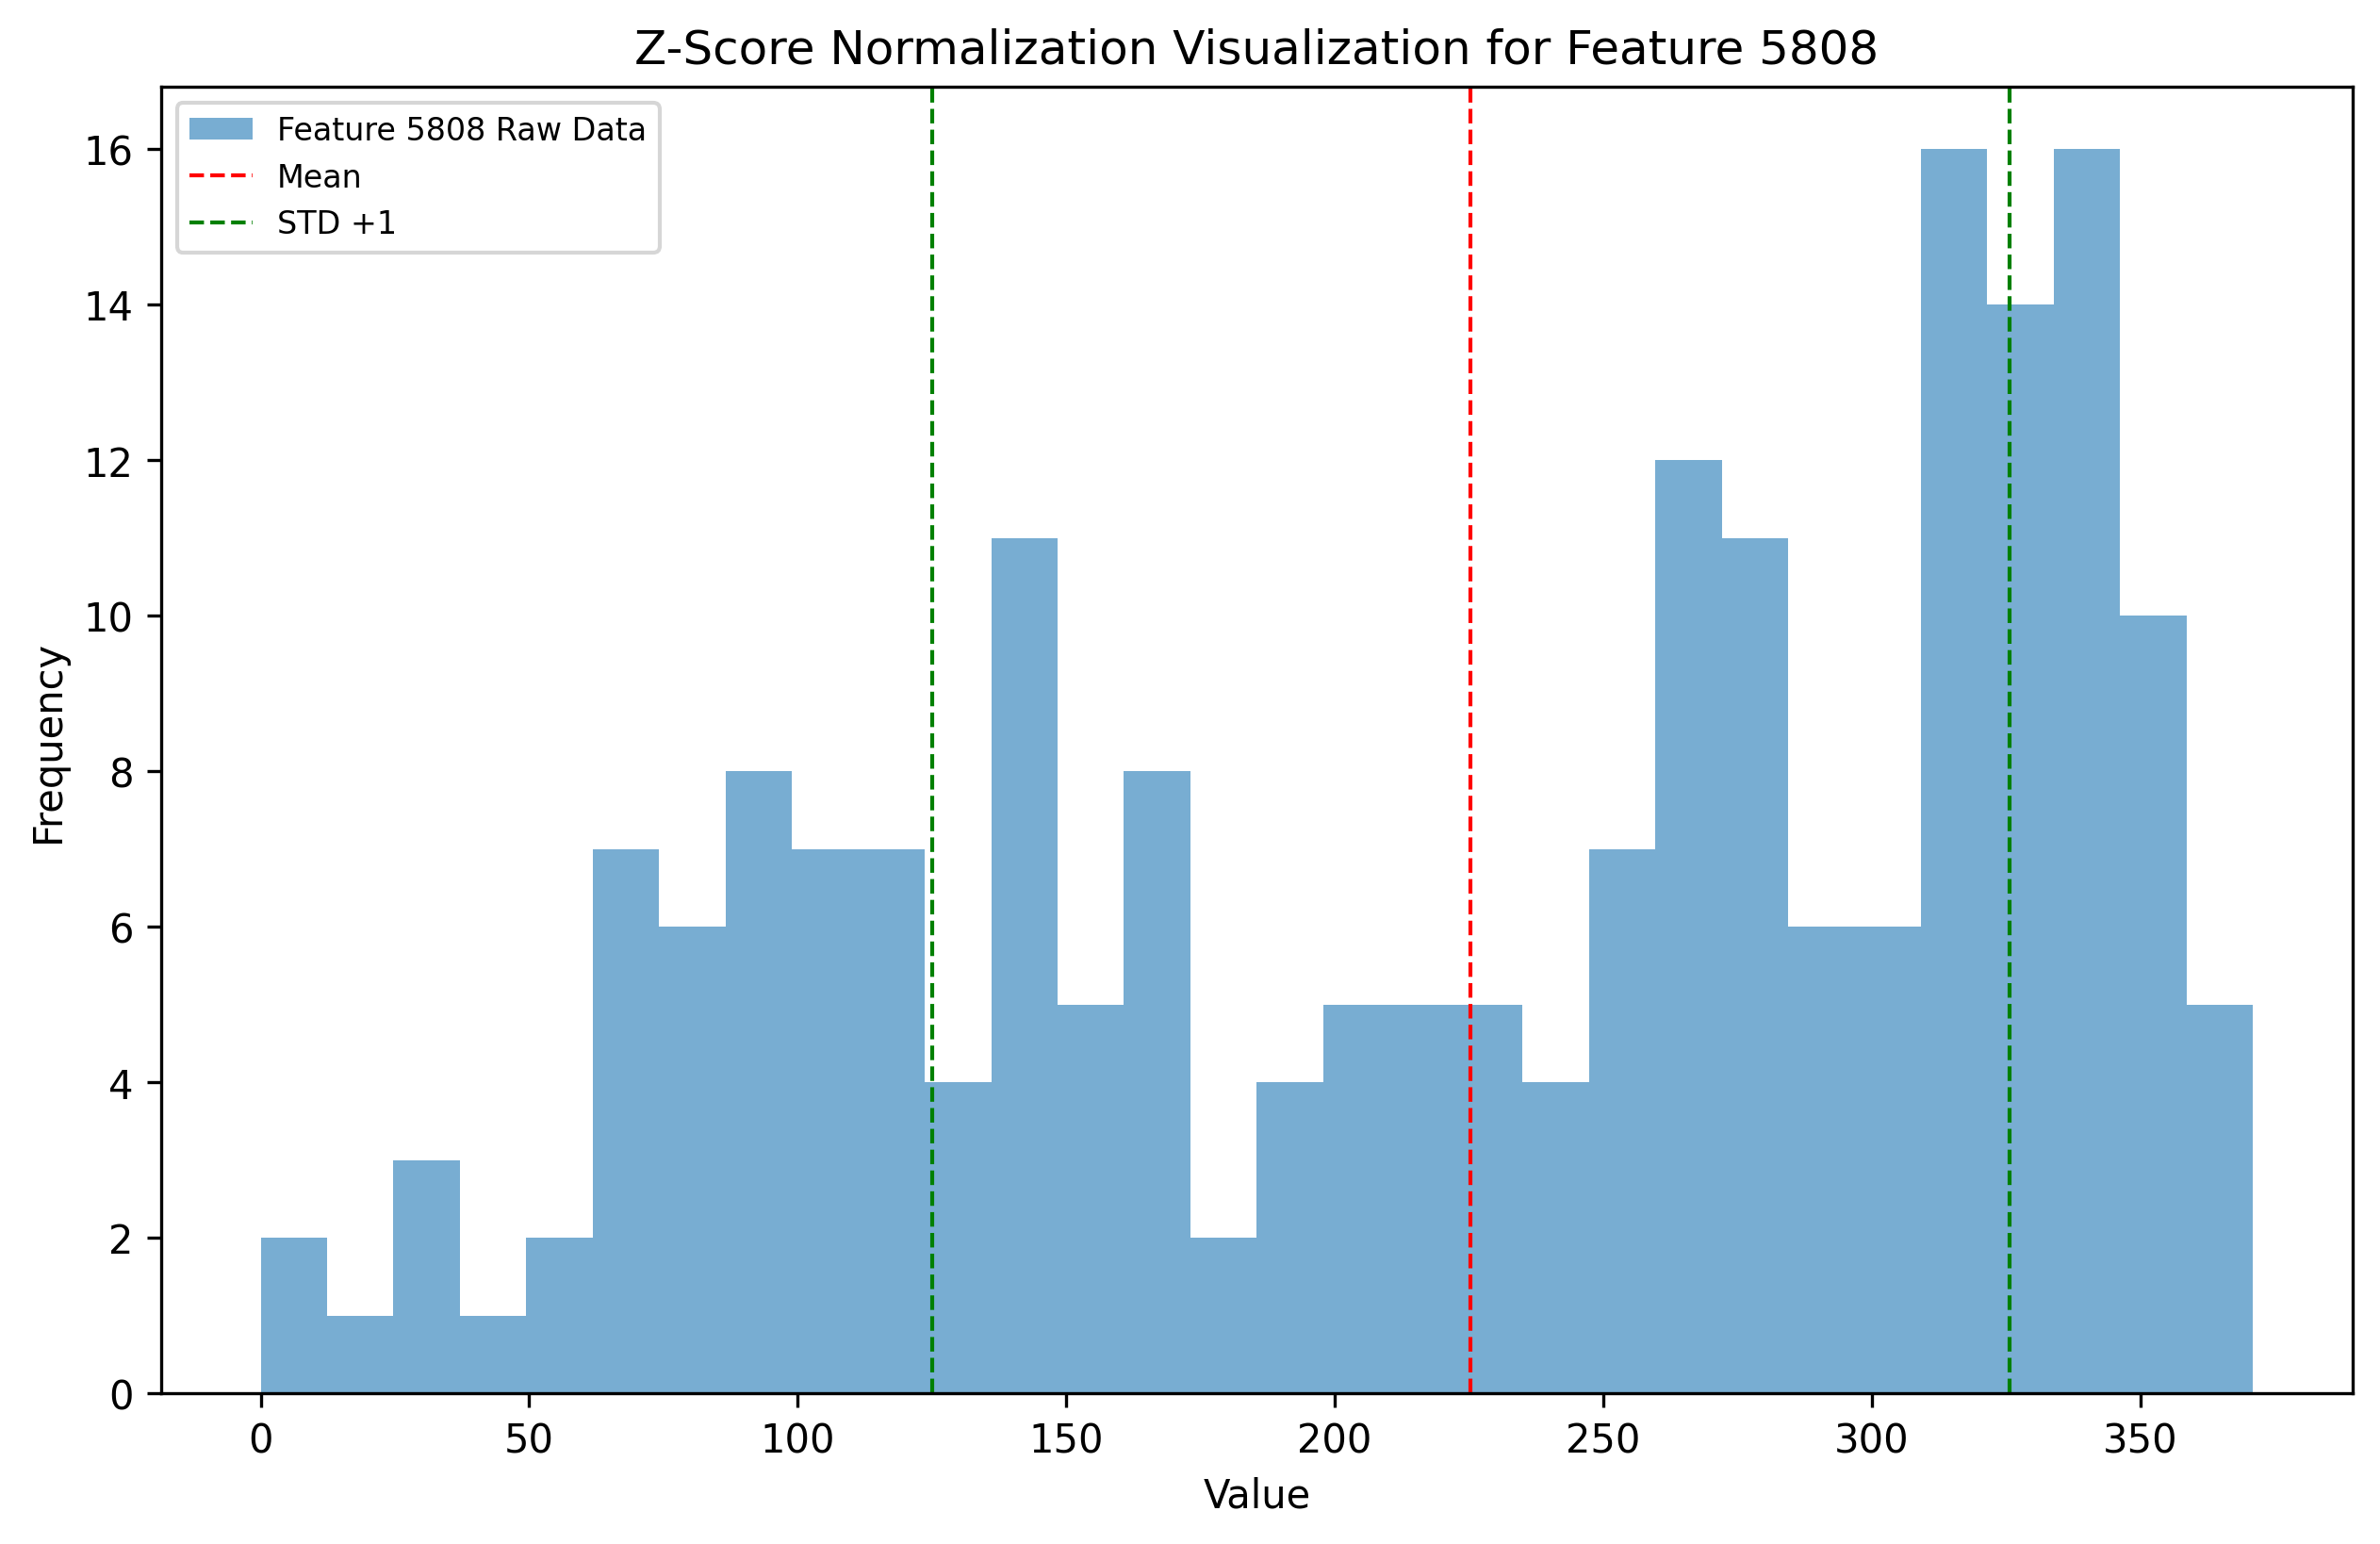 Z-Score Normalization Visualization for Feature 5808
Feature 5808 Raw Data
Mean
STD +1
16
14
12
10
8
6
4
2
0
Frequency
0 50 100 150 200 250 300 350
Value